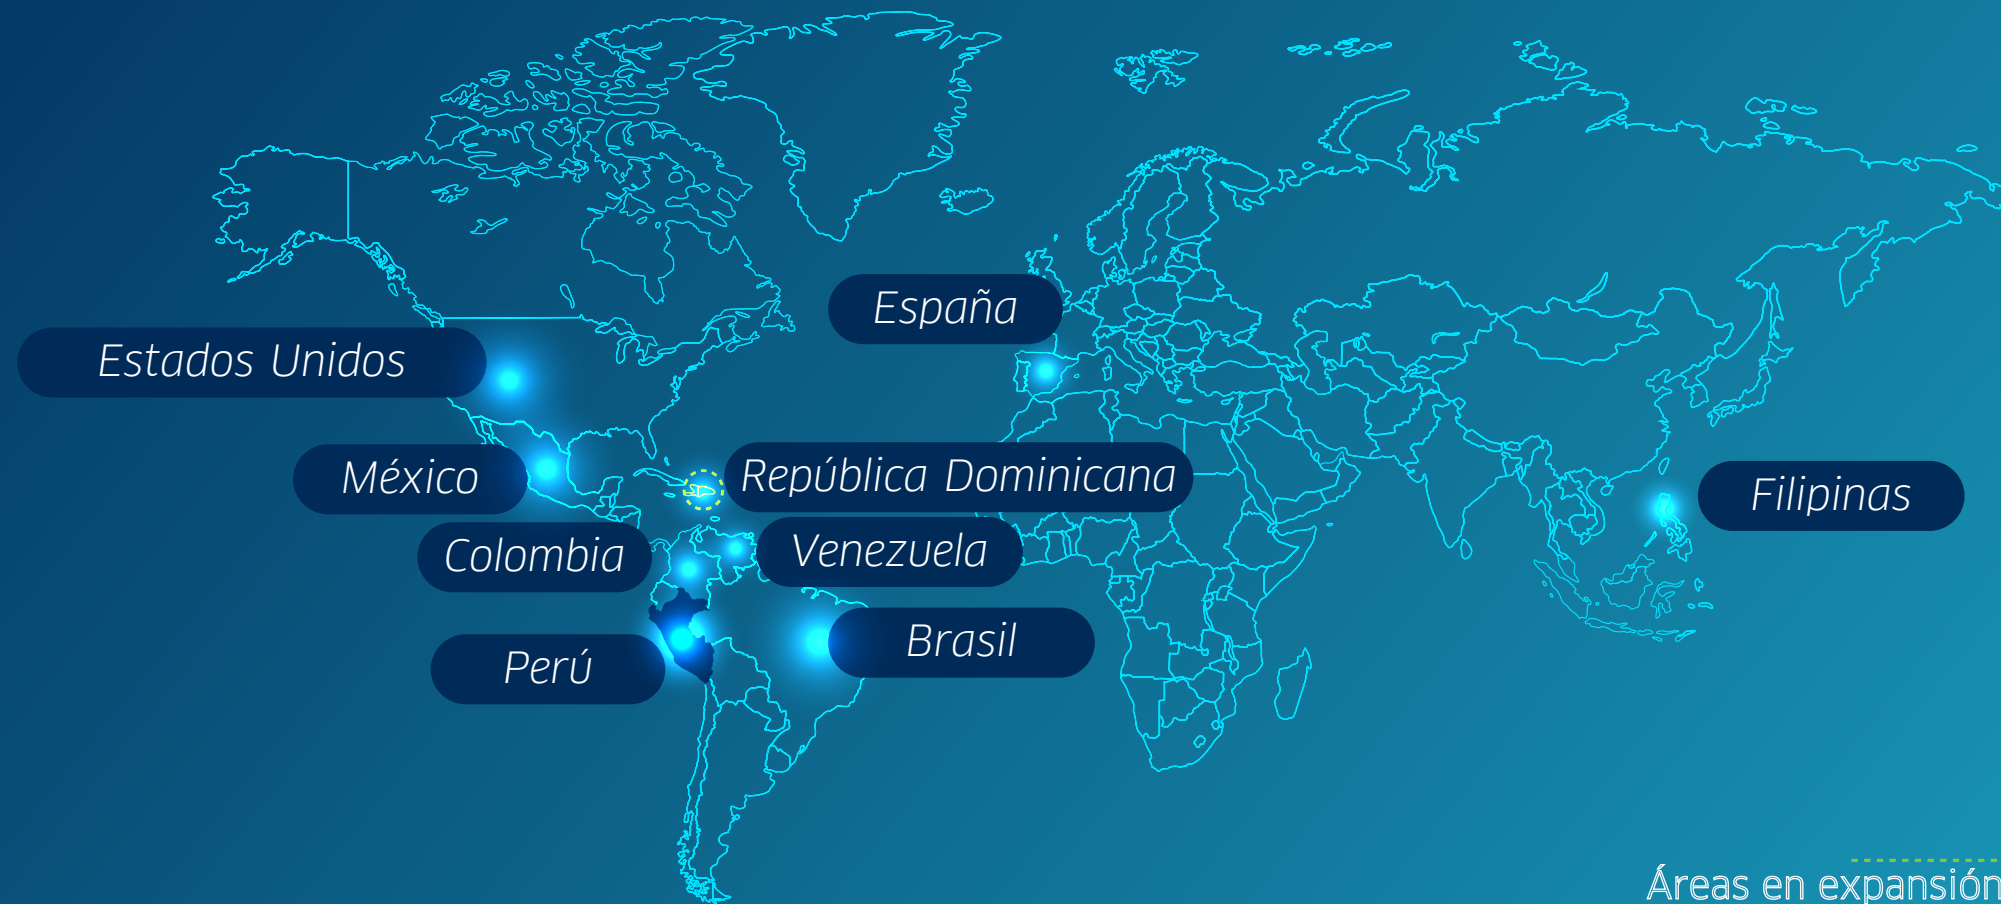 España
Estados Unidos
México
República Dominicana
Filipinas
Colombia
Venezuela
Perú
Brasil
Áreas en expansión